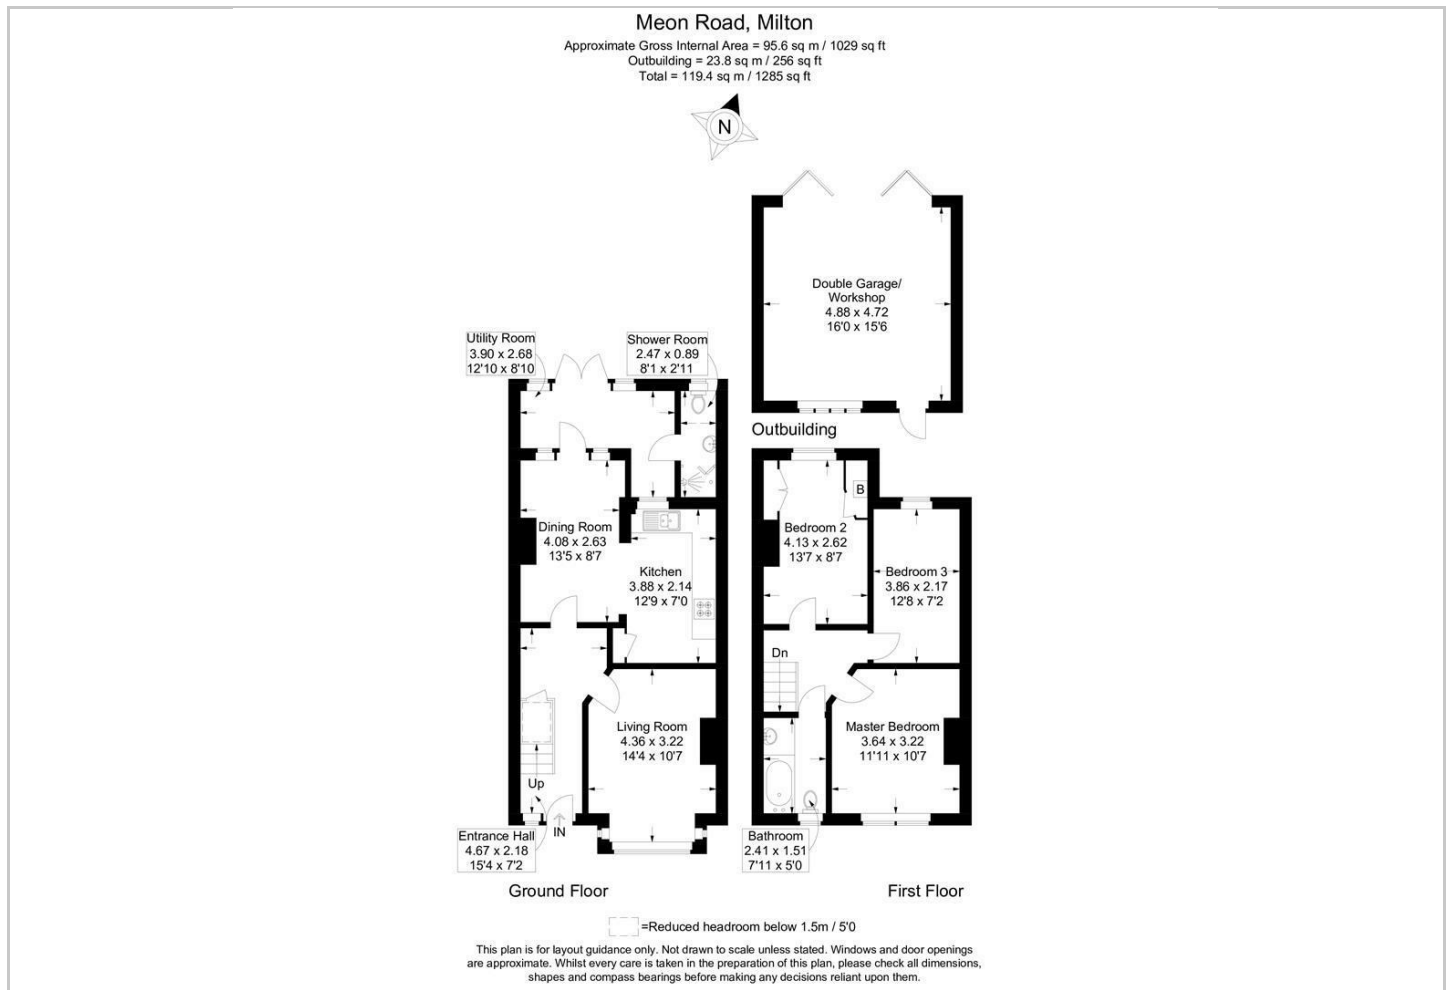 Meon Road, Milton
Approximate Gross Internal Area = 95.6 sq m / 1029 sq ft
Outbuilding = 23.8 sq m / 256 sq ft
Total = 119.4 sq m / 1285 sq ft
N
Double Garage/
Workshop
4.88 x 4.72
16'0 x 15'6
Outbuilding
Utility Room
3.90 x 2.68
12'10 x 8'10
Shower Room
2.47 x 0.89
8'1 x 2'11
Dining Room
4.08 x 2.63
13'5 x 8'7
Kitchen
3.88 x 2.14
12'9 x 7'0
Living Room
4.36 x 3.22
14'4 x 10'7
Up
IN
Entrance Hall
4.67 x 2.18
15'4 x 7'2
Ground Floor
B
Bedroom 2
4.13 x 2.62
13'7 x 8'7
Bedroom 3
3.86 x 2.17
12'8 x 7'2
Dn
Master Bedroom
3.64 x 3.22
11'11 x 10'7
Bathroom
2.41 x 1.51
7'11 x 5'0
First Floor
=Reduced headroom below 1.5m / 5'0
This plan is for layout guidance only. Not drawn to scale unless stated. Windows and door openings
are approximate. Whilst every care is taken in the preparation of this plan, please check all dimensions,
shapes and compass bearings before making any decisions reliant upon them.